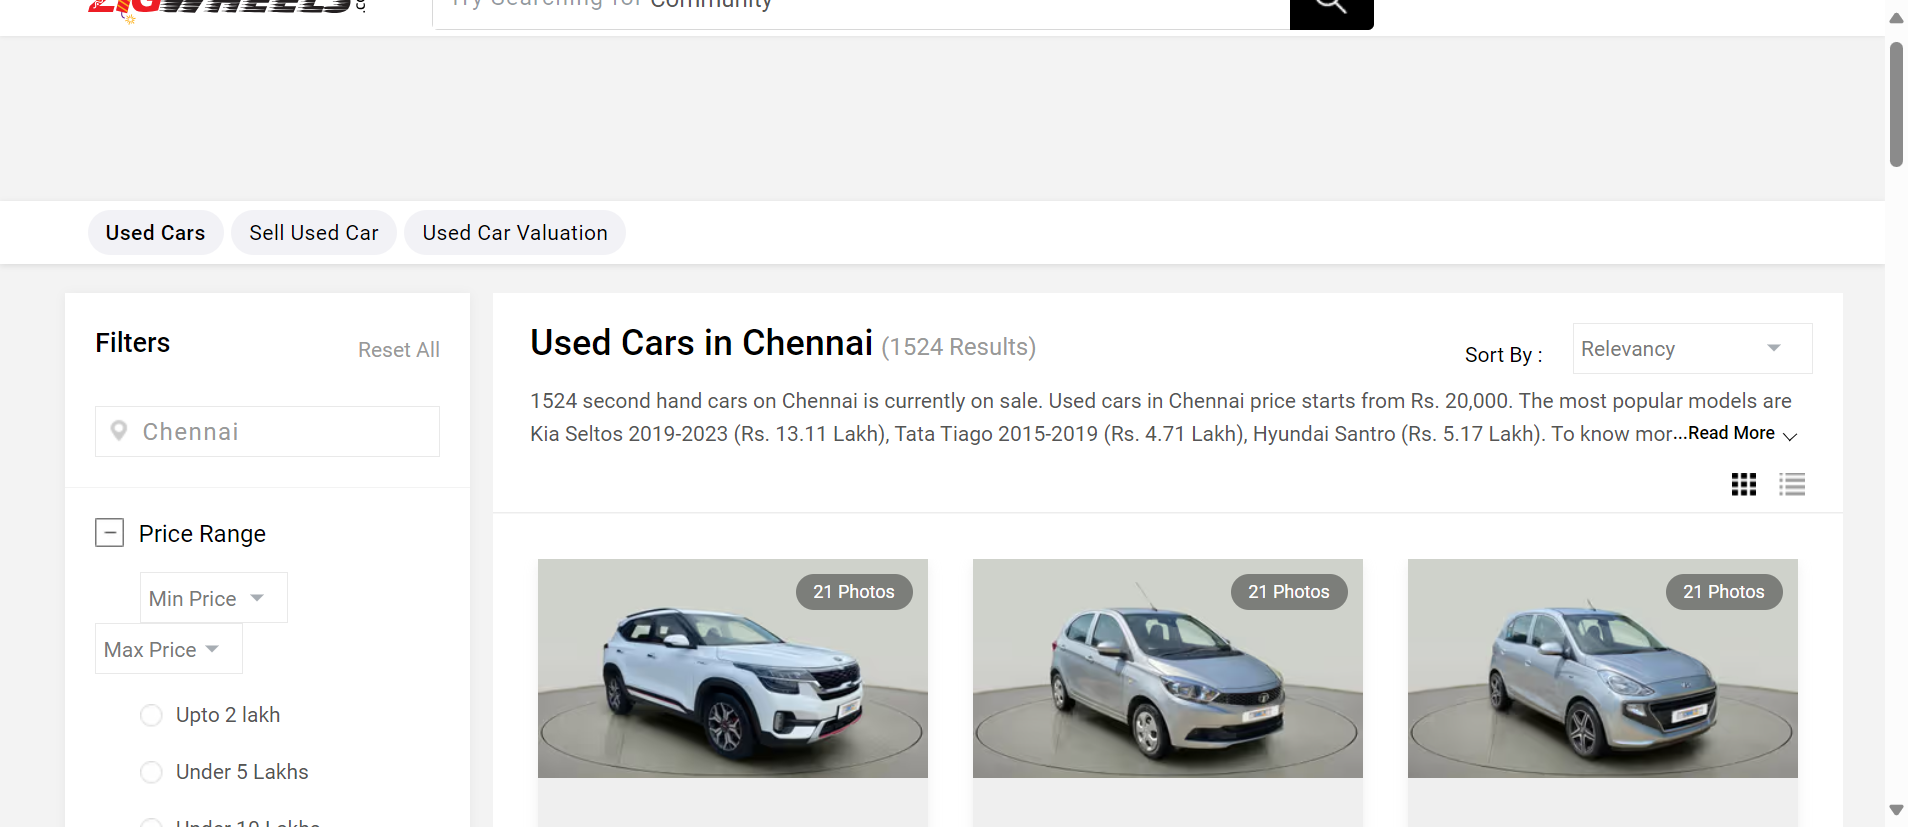 ZIGWHEELS.co
Try Searching for Community
Used Cars
Sell Used Car
Used Car Valuation
Filters
Reset All
Chennai
Price Range
Min Price
Max Price
Upto 2 lakh
Under 5 Lakhs
Under 10 Lakhs
Used Cars in Chennai (1524 Results)
Sort By :
Relevancy
1524 second hand cars on Chennai is currently on sale. Used cars in Chennai price starts from Rs. 20,000. The most popular models are
Kia Seltos 2019-2023 (Rs. 13.11 Lakh), Tata Tiago 2015-2019 (Rs. 4.71 Lakh), Hyundai Santro (Rs. 5.17 Lakh). To know mor...Read More
21 Photos
21 Photos
21 Photos